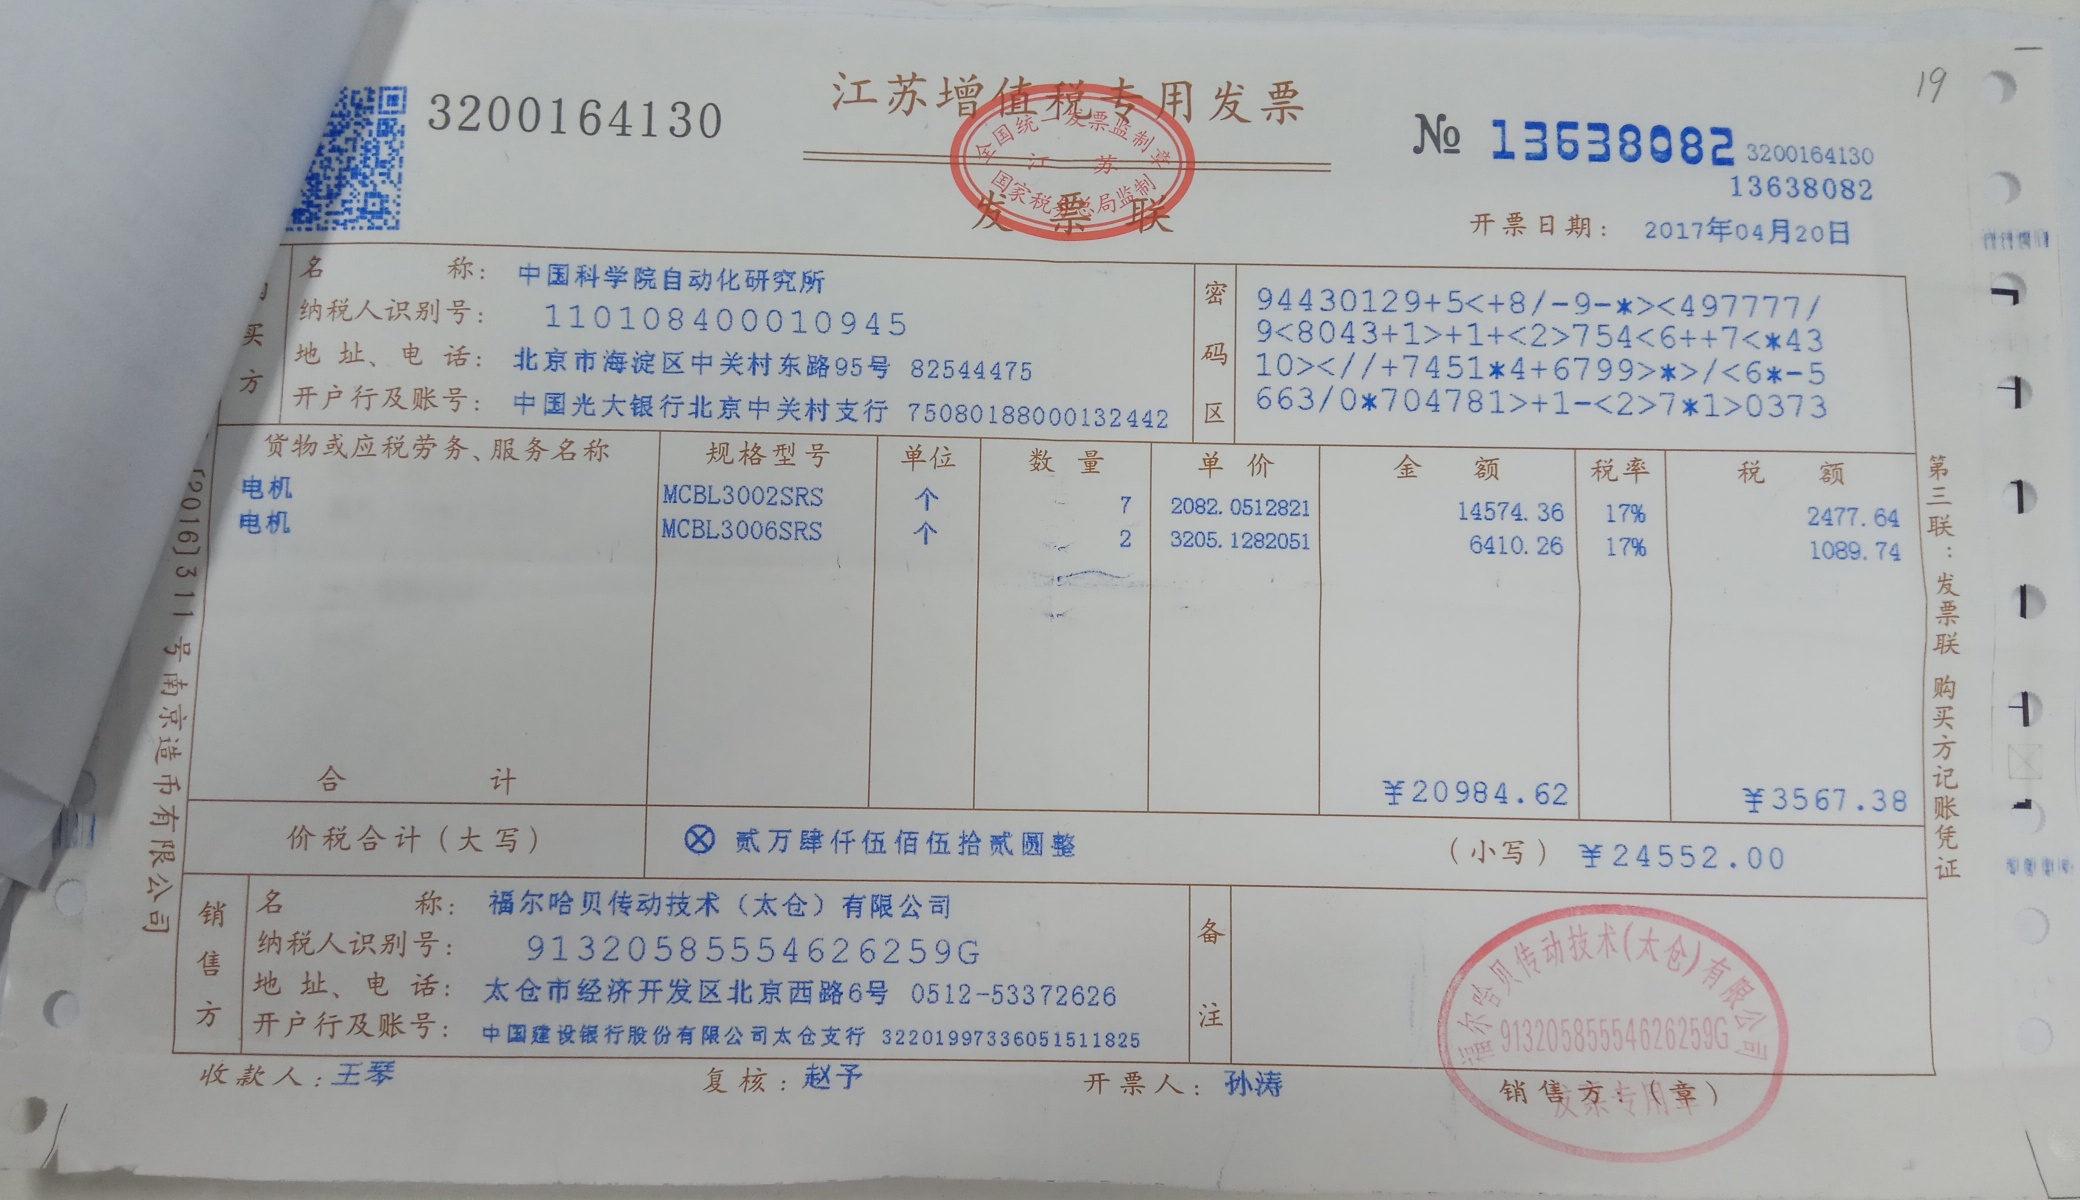 19
3200164130
江苏增值税专用发票
全国统一发票监制章
江苏
国家税务总局监制
发票联
№ 13638082
3200164130
13638082
开票日期: 2017年04月20日
买方
名称: 中国科学院自动化研究所
纳税人识别号: 110108400010945
地址、电话: 北京市海淀区中关村东路95号 82544475
开户行及账号: 中国光大银行北京中关村支行 75080188000132442
密码区
94430129+5<+8/-9-*><497777/
9<8043+1>+1+<2>754<6++7<*43
10><//+7451*4+6799>*>/<6*-5
663/0*704781>+1-<2>7*1>0373
货物或应税劳务、服务名称 规格型号 单位 数量 单价 金额 税率 税额
电机 MCBL3002SRS 个 7 2082.0512821 14574.36 17% 2477.64
电机 MCBL3006SRS 个 2 3205.1282051 6410.26 17% 1089.74
合计 ¥20984.62 ¥3567.38
价税合计(大写) ⊗贰万肆仟伍佰伍拾贰圆整 (小写) ¥24552.00
销售方
名称: 福尔哈贝传动技术（太仓）有限公司
纳税人识别号: 91320585554626259G
地址、电话: 太仓市经济开发区北京西路6号 0512-53372626
开户行及账号: 中国建设银行股份有限公司太仓支行 32201997336051511825
备注
收款人: 王琴 复核: 赵予 开票人: 孙涛 销售方:(章)
福尔哈贝传动技术(太仓)有限公司
91320585554626259G
发票专用章
[2016]311号南京造币有限公司
第三联:发票联 购买方记账凭证